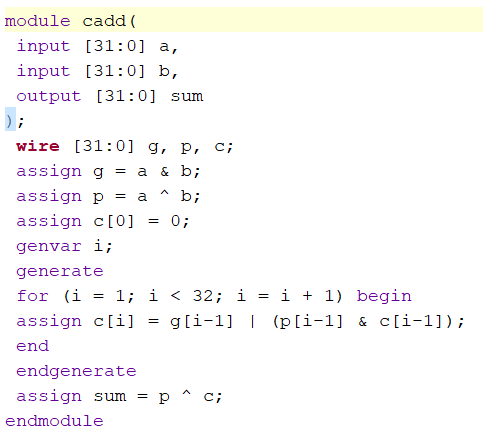 module cadd(
input [31:0] a,
input [31:0] b,
output [31:0] sum
);
wire [31:0] g, p, c;
assign g = a & b;
assign p = a ^ b;
assign c[0] = 0;
genvar i;
generate
for (i = 1; i < 32; i = i + 1) begin
assign c[i] = g[i-1] | (p[i-1] & c[i-1]);
end
endgenerate
assign sum = p ^ c;
endmodule